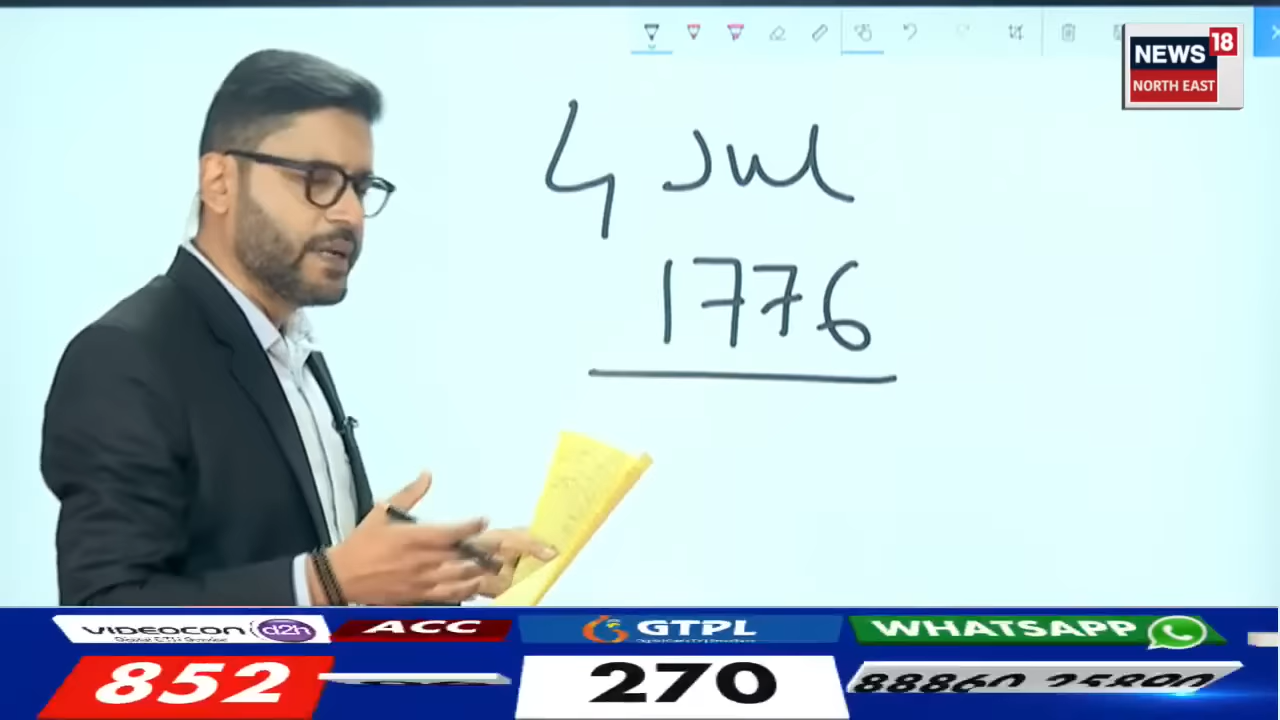 NEWS 18
NORTH EAST
4 Jul
1776
VIDEOCON d2h
ACC
GTPL
WHATSAPP
852
270